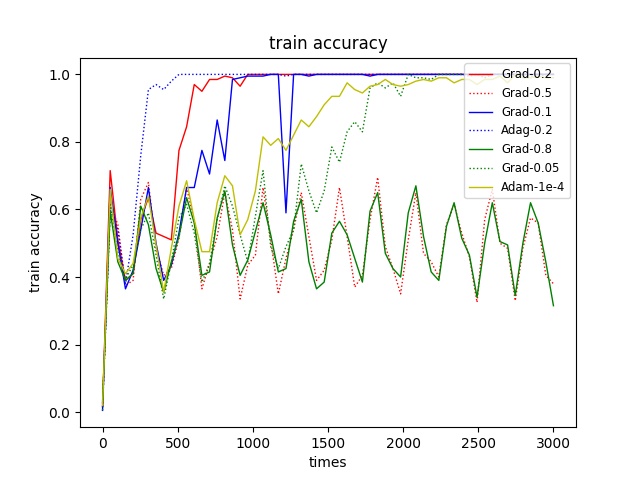 train accuracy
1.0
0.8
0.6
0.4
0.2
0.0
train accuracy
0
500
1000
1500
2000
2500
3000
times
Grad-0.2
Grad-0.5
Grad-0.1
Adag-0.2
Grad-0.8
Grad-0.05
Adam-1e-4